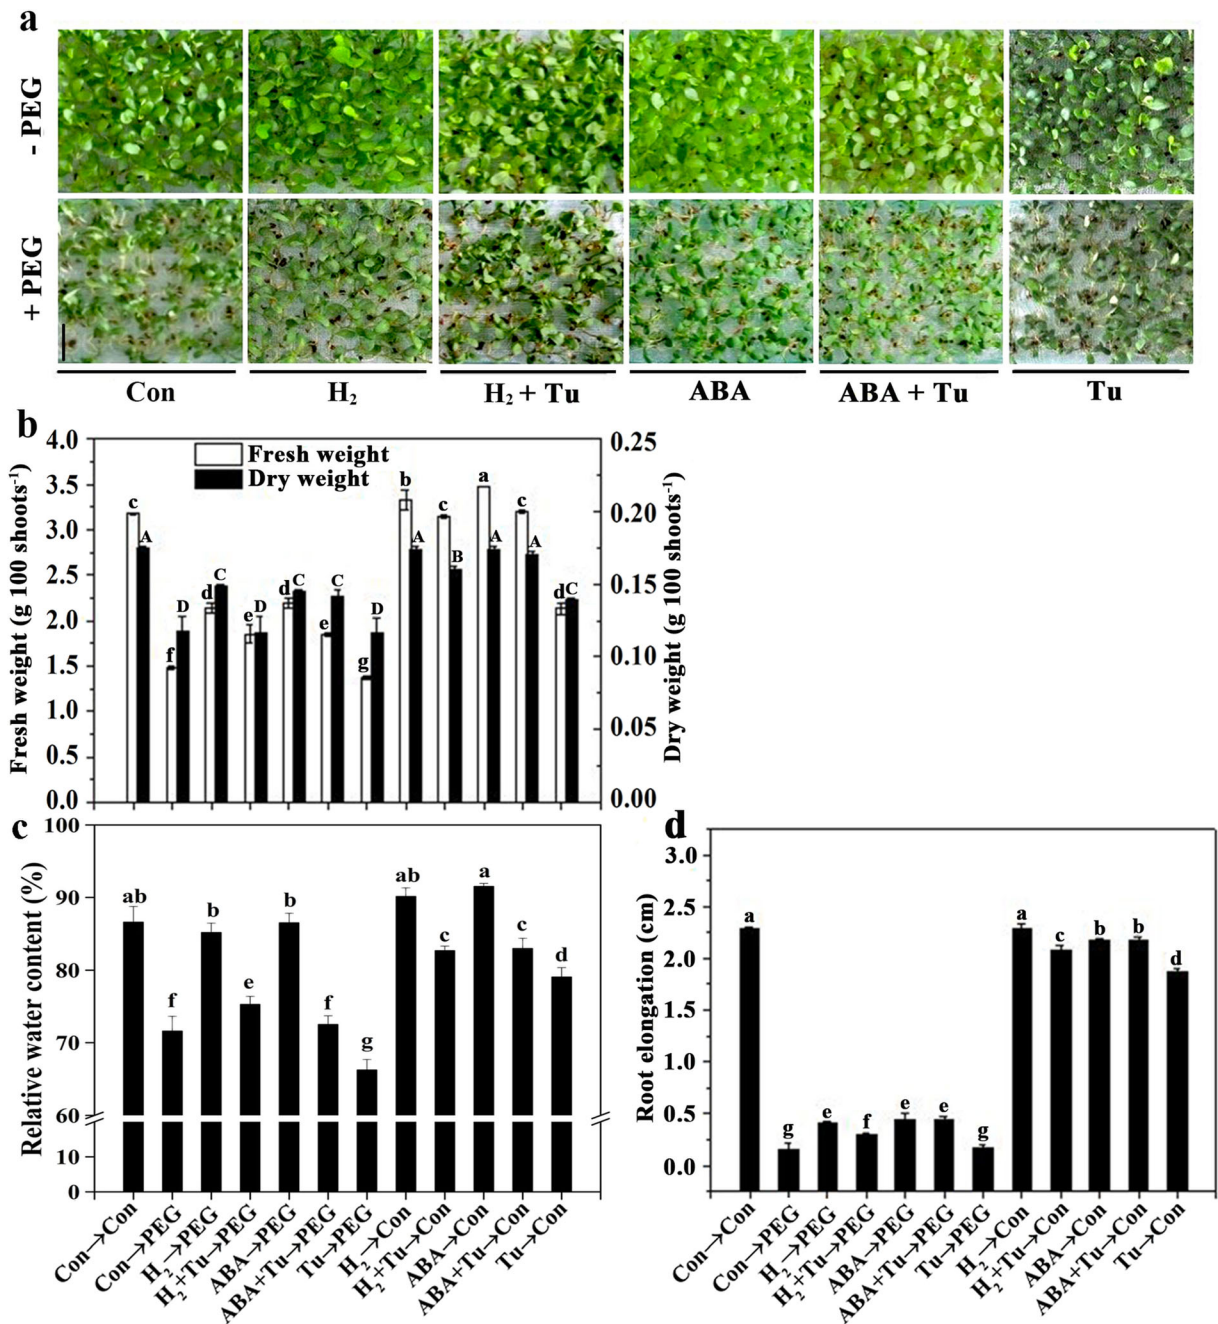 a
- PEG
+ PEG
Con
H₂
H₂ + Tu
ABA
ABA + Tu
Tu
b
Fresh weight
Dry weight
Fresh weight (g 100 shoots⁻¹)
4.0
3.5
3.0
2.5
2.0
1.5
1.0
0.5
0.0
c A
f D
d C
e D
d C
e C
g D
b A
c B
a A
c A
d C
0.25
0.20
0.15
0.10
0.05
0.00
Dry weight (g 100 shoots⁻¹)
c
Relative water content (%)
100
90
80
70
60
10
0
ab f b e b f g ab c a c d
Con→Con
Con→PEG
H₂→PEG
H₂+Tu→PEG
ABA→PEG
ABA+Tu→PEG
Tu→PEG
H₂→Con
H₂+Tu→Con
ABA→Con
ABA+Tu→Con
Tu→Con
d
Root elongation (cm)
3.0
2.5
2.0
1.5
1.0
0.5
0.0
a g e f e e g a c b b d
Con→Con
Con→PEG
H₂→PEG
H₂+Tu→PEG
ABA→PEG
ABA+Tu→PEG
Tu→PEG
H₂→Con
H₂+Tu→Con
ABA→Con
ABA+Tu→Con
Tu→Con